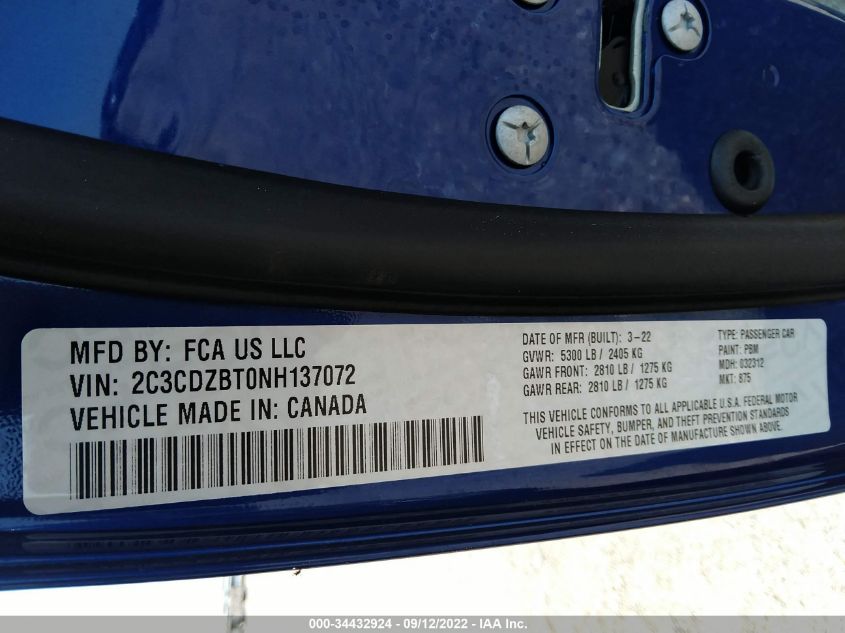 MFD BY: FCA US LLC
VIN: 2C3CDZBT0NH137072
VEHICLE MADE IN: CANADA
DATE OF MFR (BUILT): 3-22
GVWR: 5300 LB / 2405 KG
GAWR FRONT: 2810 LB / 1275 KG
GAWR REAR: 2810 LB / 1275 KG
TYPE: PASSENGER CAR
PAINT: PBM
MDH: 032312
MKT: 875
THIS VEHICLE CONFORMS TO ALL APPLICABLE U.S.A. FEDERAL MOTOR
VEHICLE SAFETY, BUMPER, AND THEFT PREVENTION STANDARDS
IN EFFECT ON THE DATE OF MANUFACTURE SHOWN ABOVE.
000-34432924 - 09/12/2022 - IAA Inc.